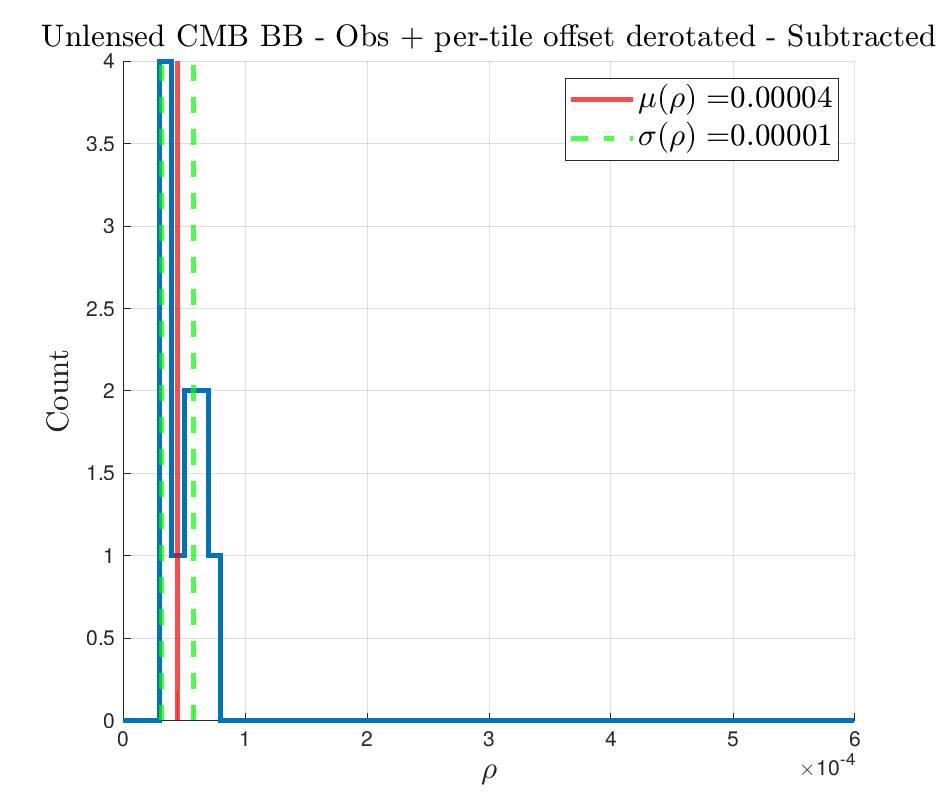 Unlensed CMB BB - Obs + per-tile offset derotated - Subtracted
μ(ρ) =0.00004
σ(ρ) =0.00001
4
3.5
3
2.5
2
1.5
1
0.5
0
Count
0 1 2 3 4 5 6
×10⁻⁴
ρ